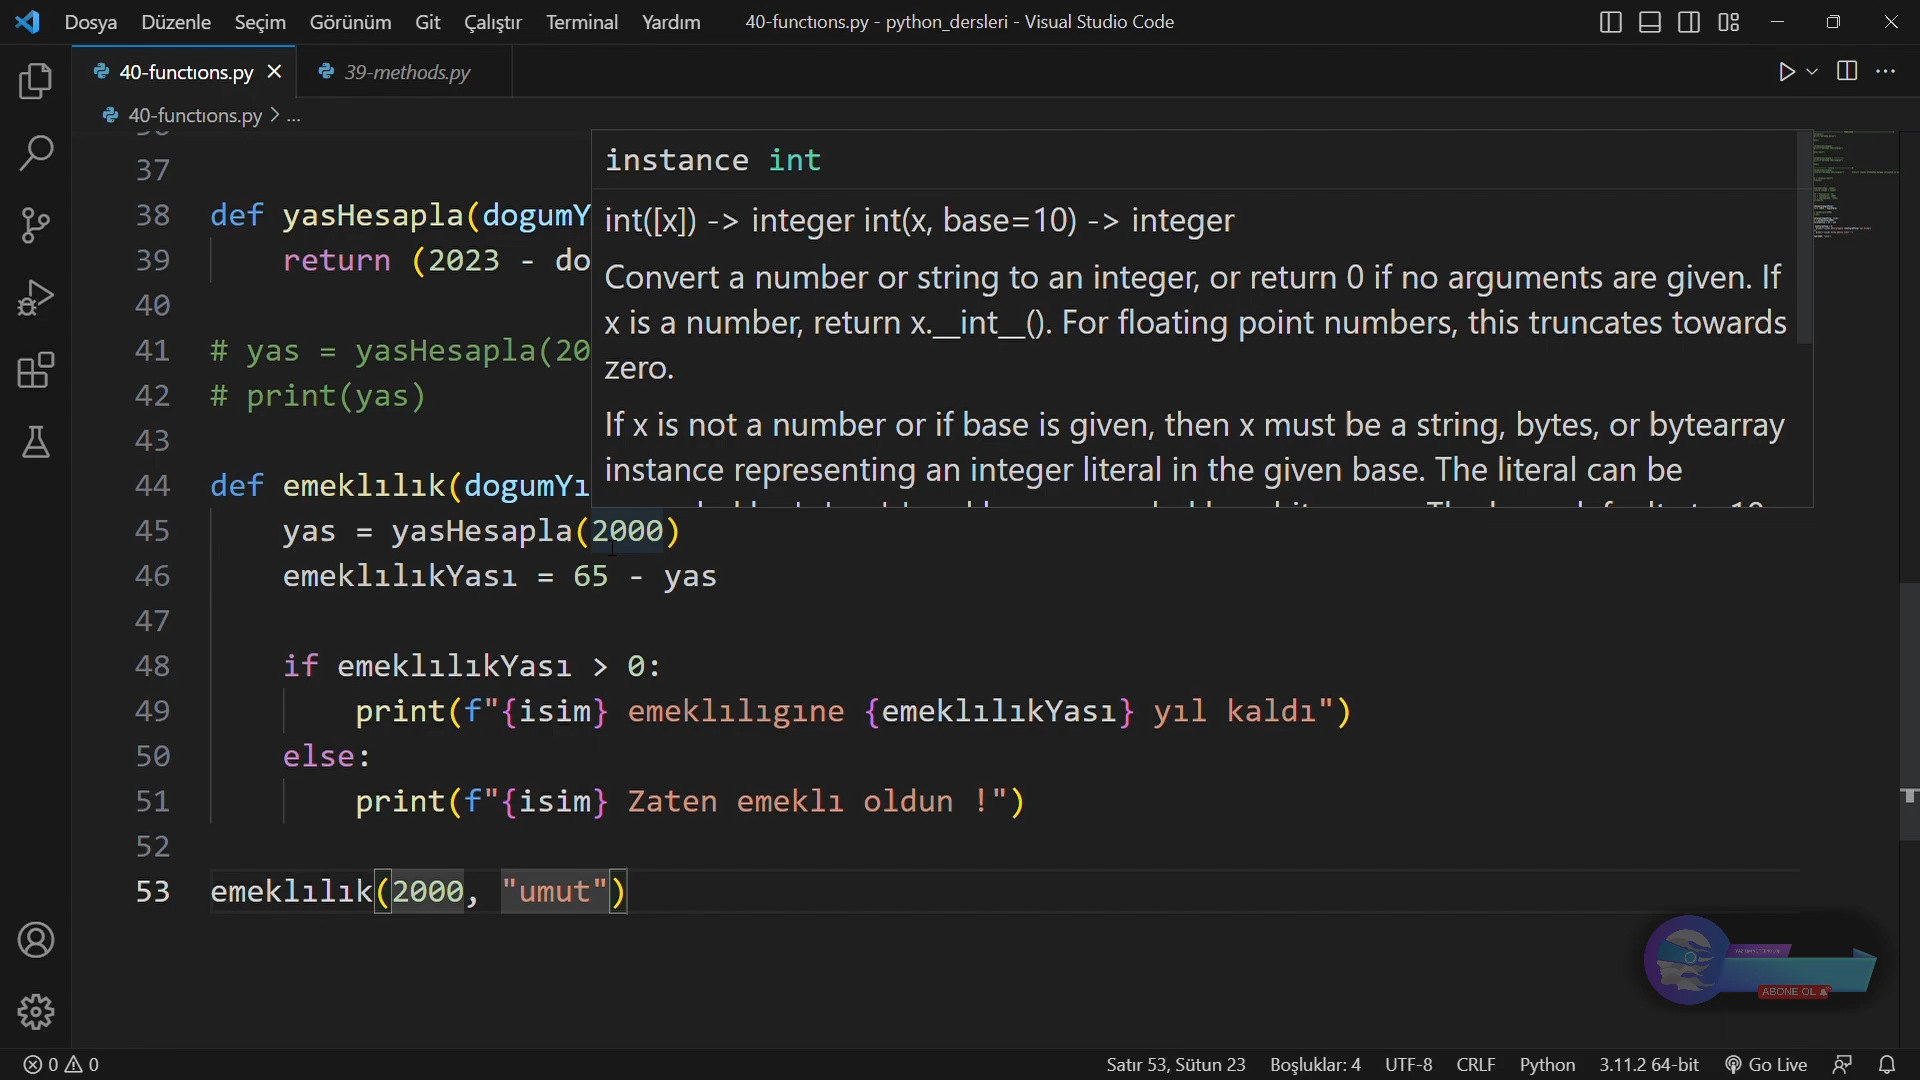 Dosya Düzenle Seçim Görünüm Git Çalıştır Terminal Yardım 40-functıons.py - python_dersleri - Visual Studio Code
40-functıons.py 39-methods.py
40-functıons.py > ...
37
38 def yasHesapla(dogumY
39 return (2023 - do
40
41 # yas = yasHesapla(20
42 # print(yas)
43
44 def emeklılık(dogumYı
instance int
int([x]) -> integer int(x, base=10) -> integer
Convert a number or string to an integer, or return 0 if no arguments are given. If
x is a number, return x.__int__(). For floating point numbers, this truncates towards
zero.
If x is not a number or if base is given, then x must be a string, bytes, or bytearray
instance representing an integer literal in the given base. The literal can be
45 yas = yasHesapla(2000)
46 emeklılıkYası = 65 - yas
47
48 if emeklılıkYası > 0:
49 print(f"{isim} emeklılıgıne {emeklılıkYası} yıl kaldı")
50 else:
51 print(f"{isim} Zaten emeklı oldun !")
52
53 emeklılık(2000, "umut")
ABONE OL
0 0 Satır 53, Sütun 23 Boşluklar: 4 UTF-8 CRLF Python 3.11.2 64-bit Go Live